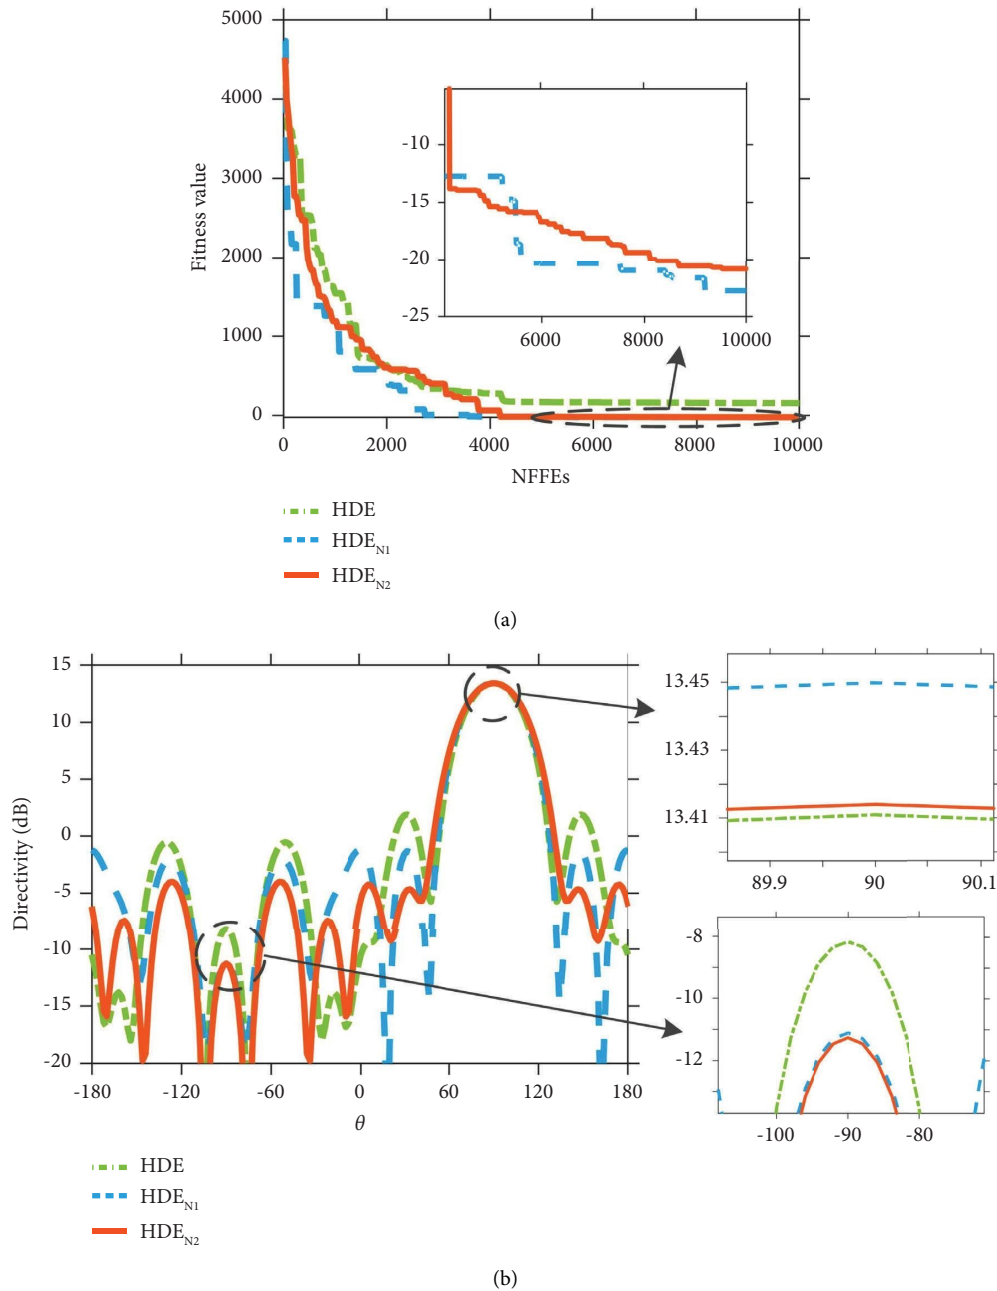 5000
4000
3000
2000
1000
0
Fitness value
-10
-15
-20
-25
6000 8000 10000
0 2000 4000 6000 8000 10000
NFFEs
HDE
HDE_N1
HDE_N2
(a)
15
10
5
0
-5
-10
-15
-20
Directivity (dB)
-180 -120 -60 0 60 120 180
θ
13.45
13.43
13.41
89.9 90 90.1
-8
-10
-12
-100 -90 -80
HDE
HDE_N1
HDE_N2
(b)